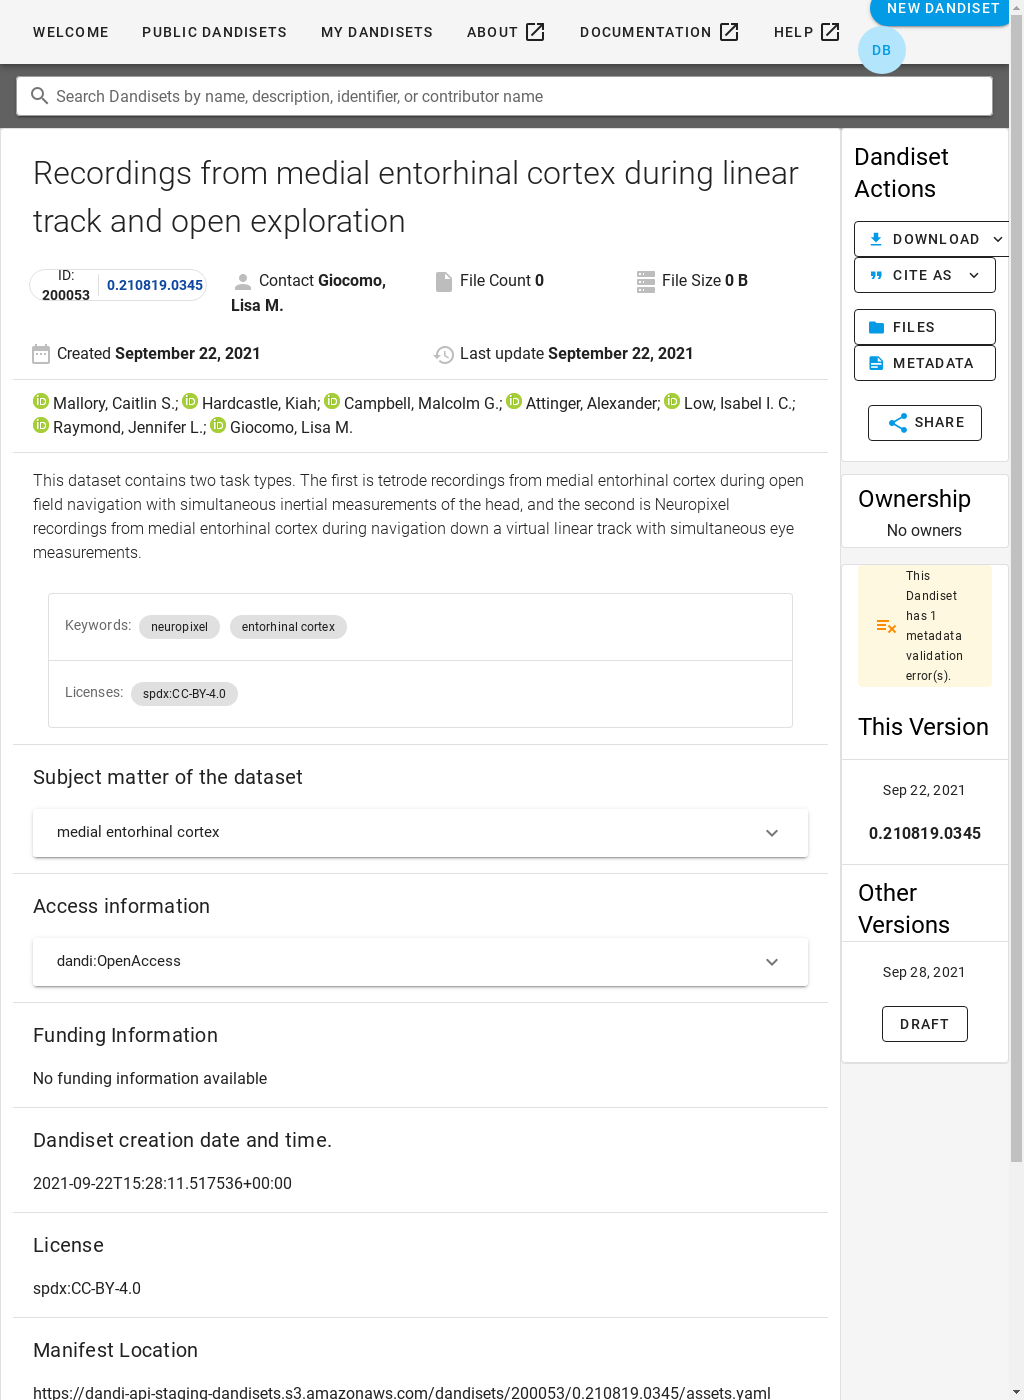 WELCOME
PUBLIC DANDISETS
MY DANDISETS
ABOUT
DOCUMENTATION
HELP
NEW DANDISET
DB
Search Dandisets by name, description, identifier, or contributor name
Recordings from medial entorhinal cortex during linear
track and open exploration
ID:
200053
0.210819.0345
Contact Giocomo,
Lisa M.
File Count 0
File Size 0 B
Created September 22, 2021
Last update September 22, 2021
iD Mallory, Caitlin S.; iD Hardcastle, Kiah; iD Campbell, Malcolm G.; iD Attinger, Alexander; iD Low, Isabel I. C.;
iD Raymond, Jennifer L.; iD Giocomo, Lisa M.
This dataset contains two task types. The first is tetrode recordings from medial entorhinal cortex during open
field navigation with simultaneous inertial measurements of the head, and the second is Neuropixel
recordings from medial entorhinal cortex during navigation down a virtual linear track with simultaneous eye
measurements.
Keywords: neuropixel entorhinal cortex
Licenses: spdx:CC-BY-4.0
Subject matter of the dataset
medial entorhinal cortex
Access information
dandi:OpenAccess
Funding Information
No funding information available
Dandiset creation date and time.
2021-09-22T15:28:11.517536+00:00
License
spdx:CC-BY-4.0
Manifest Location
https://dandi-api-staging-dandisets.s3.amazonaws.com/dandisets/200053/0.210819.0345/assets.yaml
Dandiset
Actions
DOWNLOAD
CITE AS
FILES
METADATA
SHARE
Ownership
No owners
This
Dandiset
has 1
metadata
validation
error(s).
This Version
Sep 22, 2021
0.210819.0345
Other
Versions
Sep 28, 2021
DRAFT